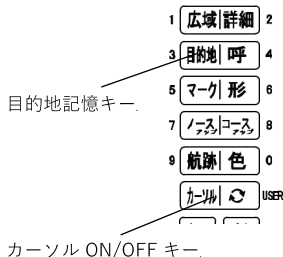 1 広域|詳細 2
3 目的地|呼 4
5 マーク|形 6
目的地記憶キー.
7 ノースアップ|コースアップ 8
9 航跡|色 0
カーソル| USER
カーソル ON/OFF キー.